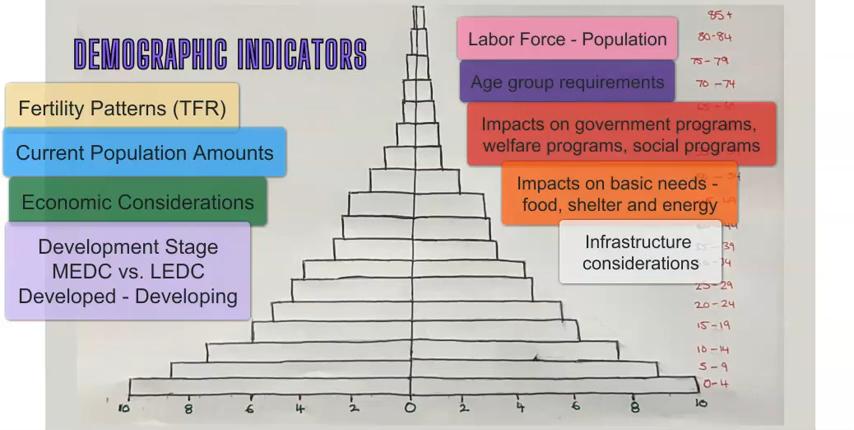 DEMOGRAPHIC INDICATORS
Fertility Patterns (TFR)
Current Population Amounts
Economic Considerations
Development Stage
MEDC vs. LEDC
Developed - Developing
Labor Force - Population
Age group requirements
Impacts on government programs,
welfare programs, social programs
Impacts on basic needs -
food, shelter and energy
Infrastructure
considerations
85+
80-84
75-79
70-74
25-29
20-24
15-19
10-14
5-9
0-4
10 8 6 4 2 0 2 4 6 8 10